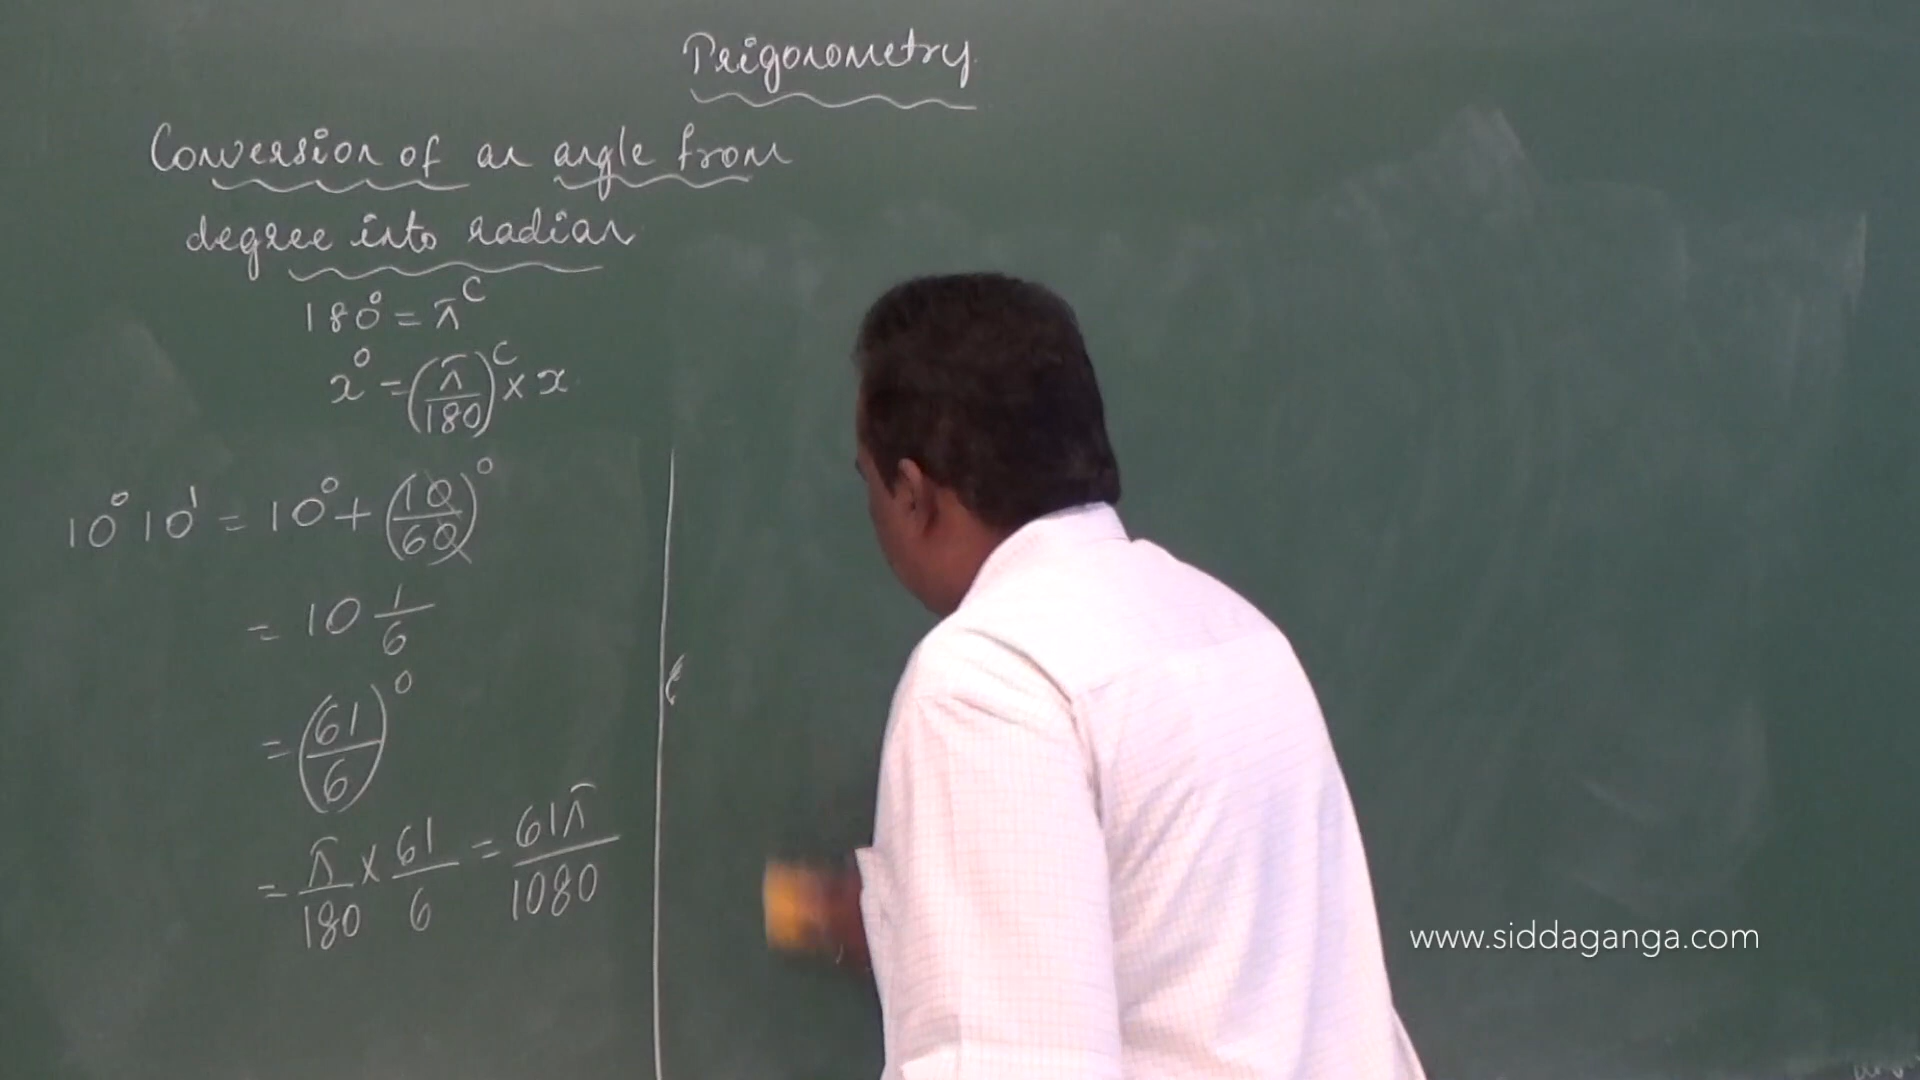 Trigonometry
Conversion of an angle from
degree into radian
180° = π^C
x° = (π/180)^C × x
10° 10' = 10° + (10/60)°
= 10 1/6
= (61/6)°
= π/180 × 61/6 = 61π/1080
www.siddaganga.com